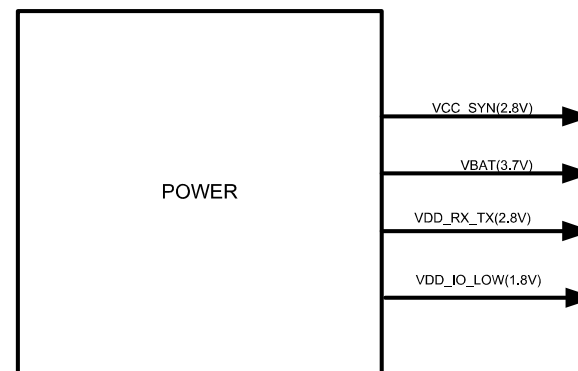 VCC_SYN(2.8V)
VBAT(3.7V)
POWER
VDD_RX_TX(2.8V)
VDD_IO_LOW(1.8V)